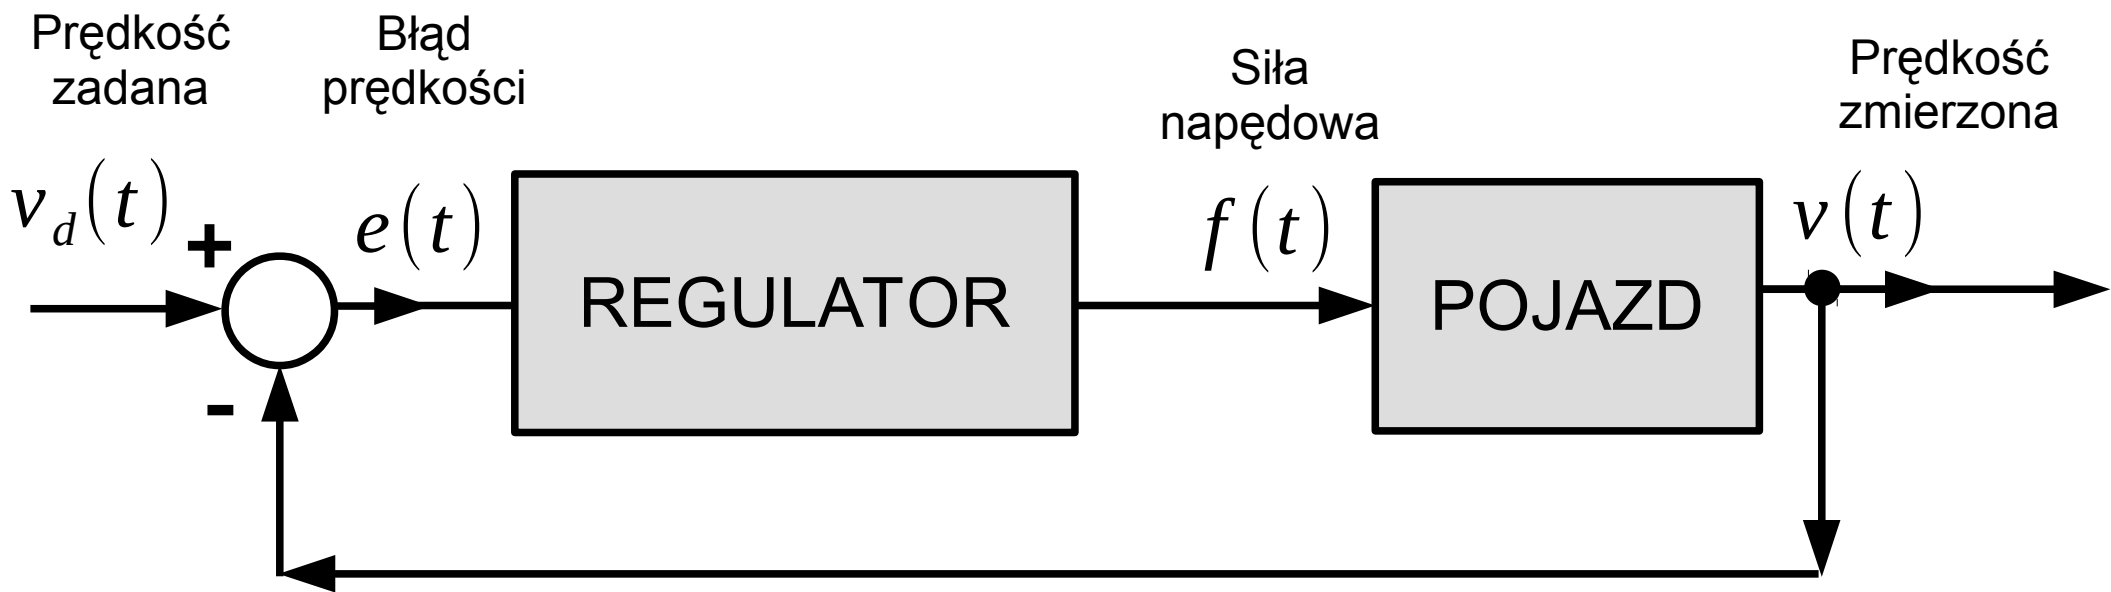 Prędkość
zadana
Błąd
prędkości
Siła
napędowa
Prędkość
zmierzona
v_d(t)
+
e(t)
REGULATOR
f(t)
POJAZD
v(t)
-